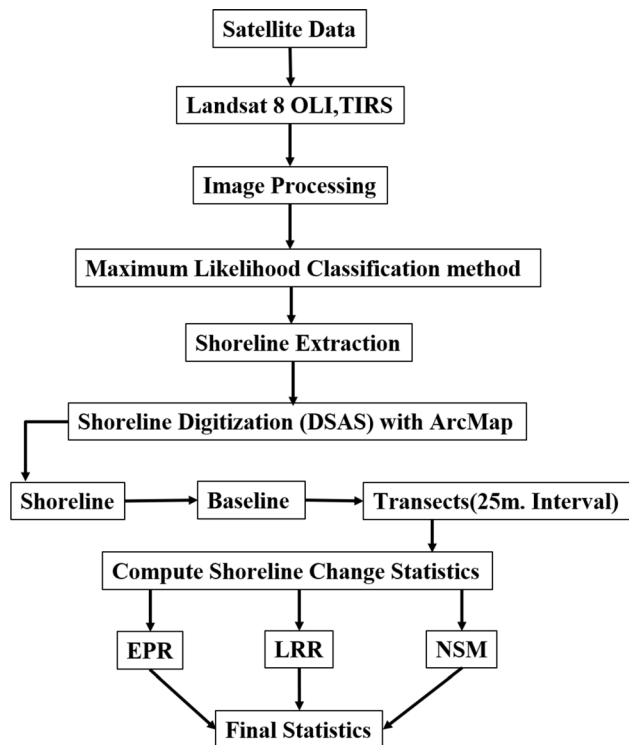 Satellite Data
Landsat 8 OLI,TIRS
Image Processing
Maximum Likelihood Classification method
Shoreline Extraction
Shoreline Digitization (DSAS) with ArcMap
Shoreline
Baseline
Transects(25m. Interval)
Compute Shoreline Change Statistics
EPR
LRR
NSM
Final Statistics